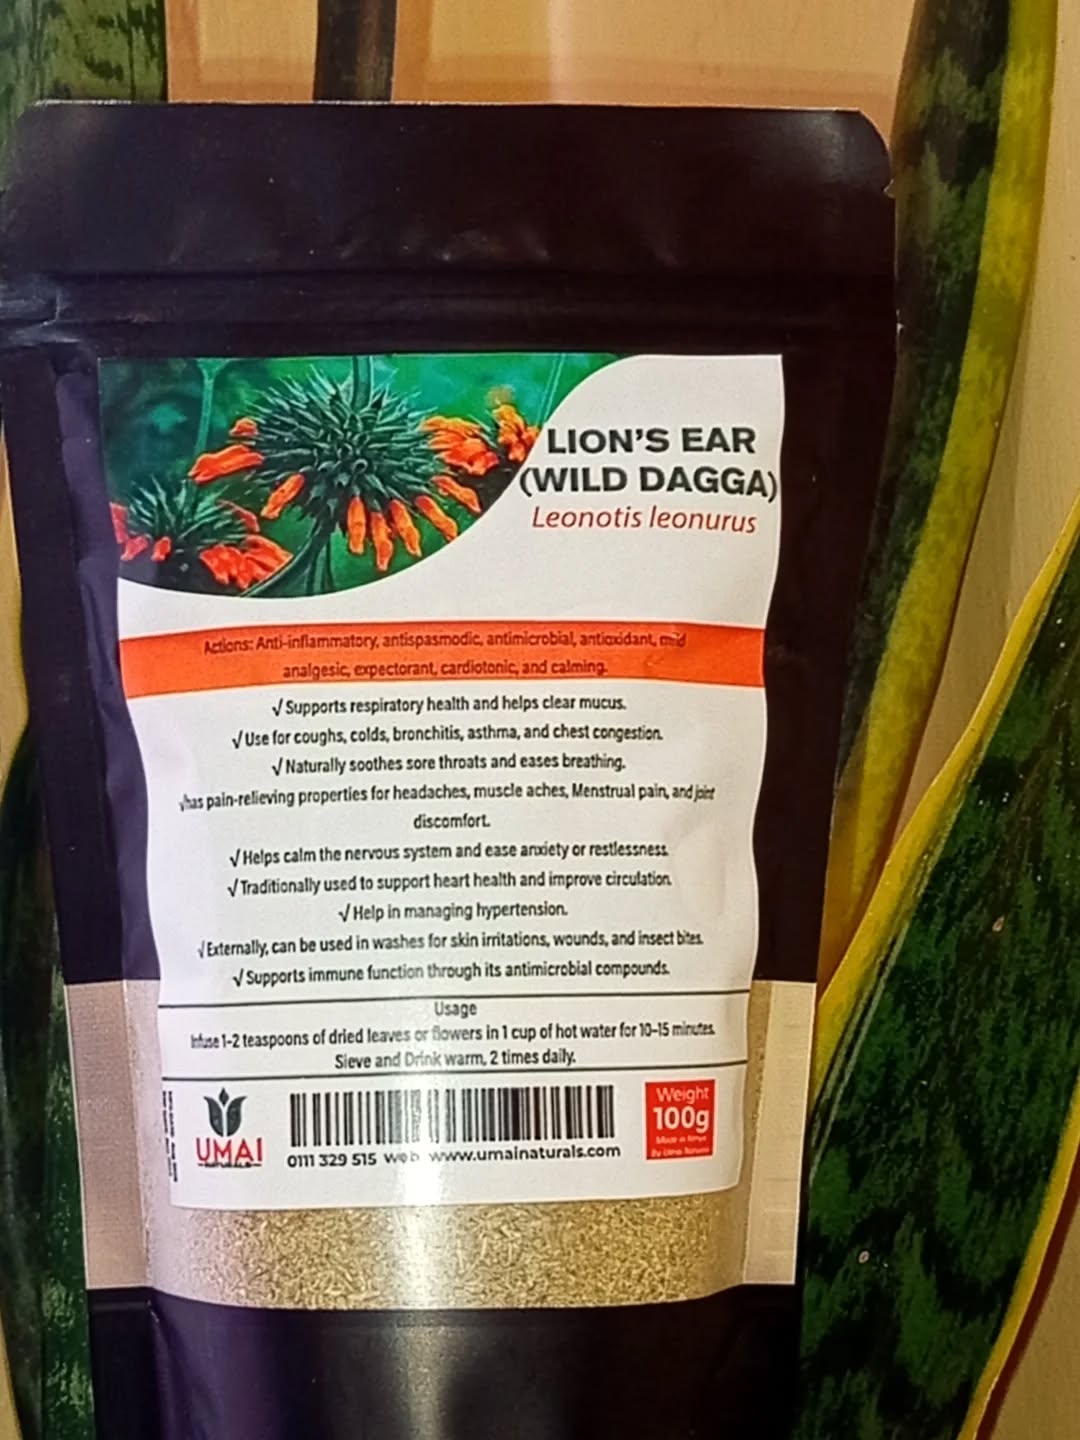 LION'S EAR
(WILD DAGGA)
Leonotis leonurus
Actions: Anti-inflammatory, antispasmodic, antimicrobial, antioxidant, mild
analgesic, expectorant, cardiotonic, and calming.
√ Supports respiratory health and helps clear mucus.
√ Use for coughs, colds, bronchitis, asthma, and chest congestion.
√ Naturally soothes sore throats and eases breathing.
√has pain-relieving properties for headaches, muscle aches, Menstrual pain, and joint
discomfort.
√ Helps calm the nervous system and ease anxiety or restlessness.
√ Traditionally used to support heart health and improve circulation.
√ Help in managing hypertension.
√ Externally, can be used in washes for skin irritations, wounds, and insect bites.
√ Supports immune function through its antimicrobial compounds.
Usage
Infuse 1-2 teaspoons of dried leaves or flowers in 1 cup of hot water for 10-15 minutes.
Sieve and Drink warm, 2 times daily.
UMAI
NATURALS
0111 329 515 web www.umainaturals.com
Weight
100g
Made in Kenya
By Umai Naturals